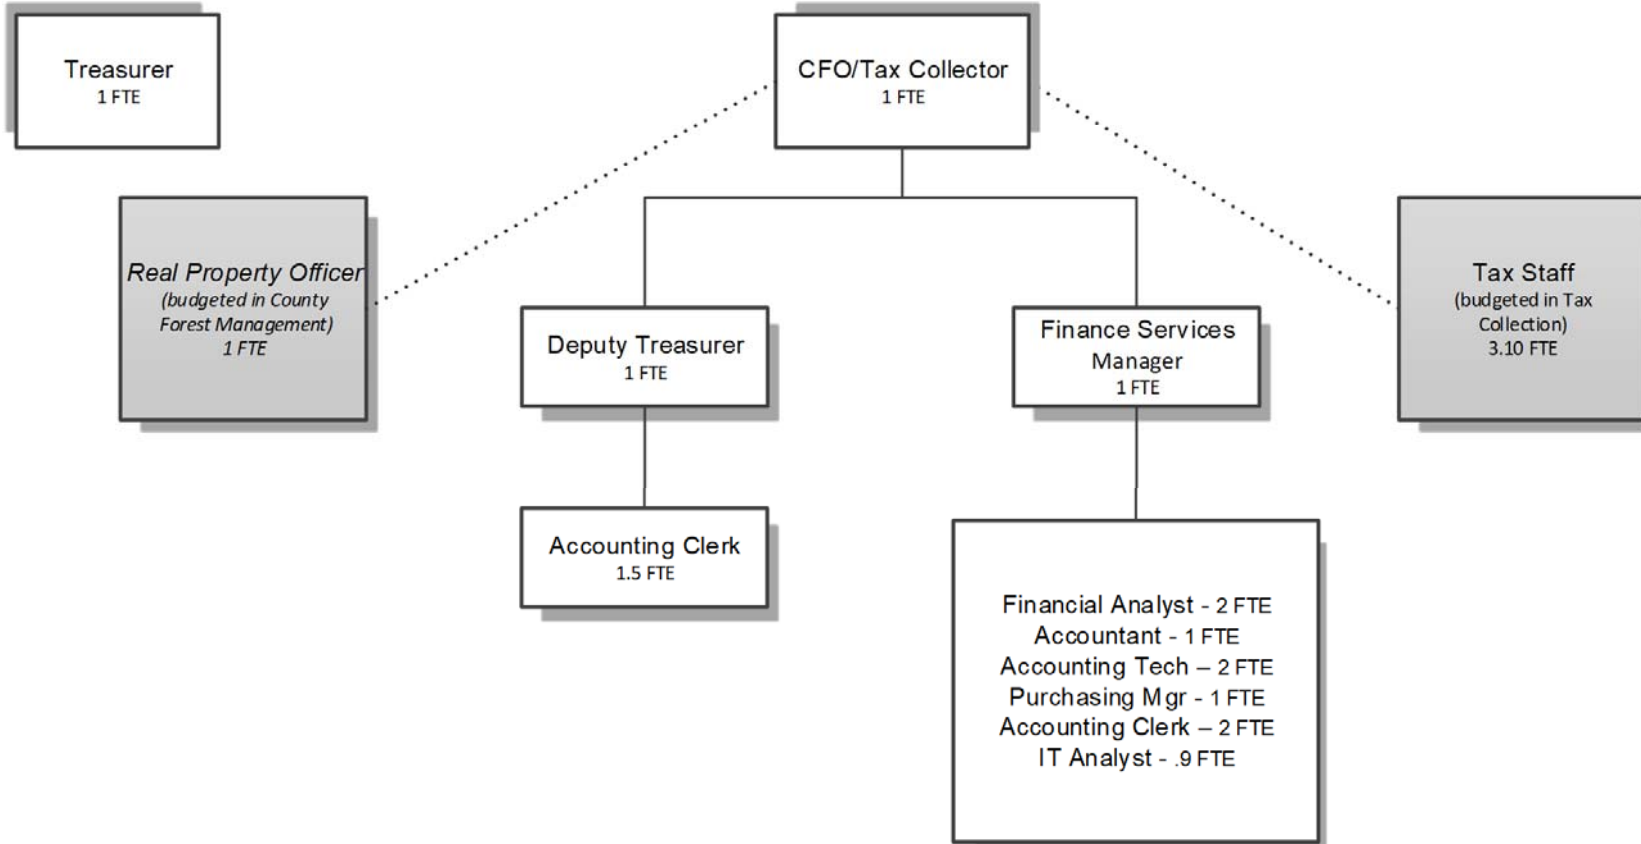 Treasurer
1 FTE
CFO/Tax Collector
1 FTE
Real Property Officer
(budgeted in County
Forest Management)
1 FTE
Deputy Treasurer
1 FTE
Finance Services
Manager
1 FTE
Tax Staff
(budgeted in Tax
Collection)
3.10 FTE
Accounting Clerk
1.5 FTE
Financial Analyst - 2 FTE
Accountant - 1 FTE
Accounting Tech – 2 FTE
Purchasing Mgr - 1 FTE
Accounting Clerk – 2 FTE
IT Analyst - .9 FTE